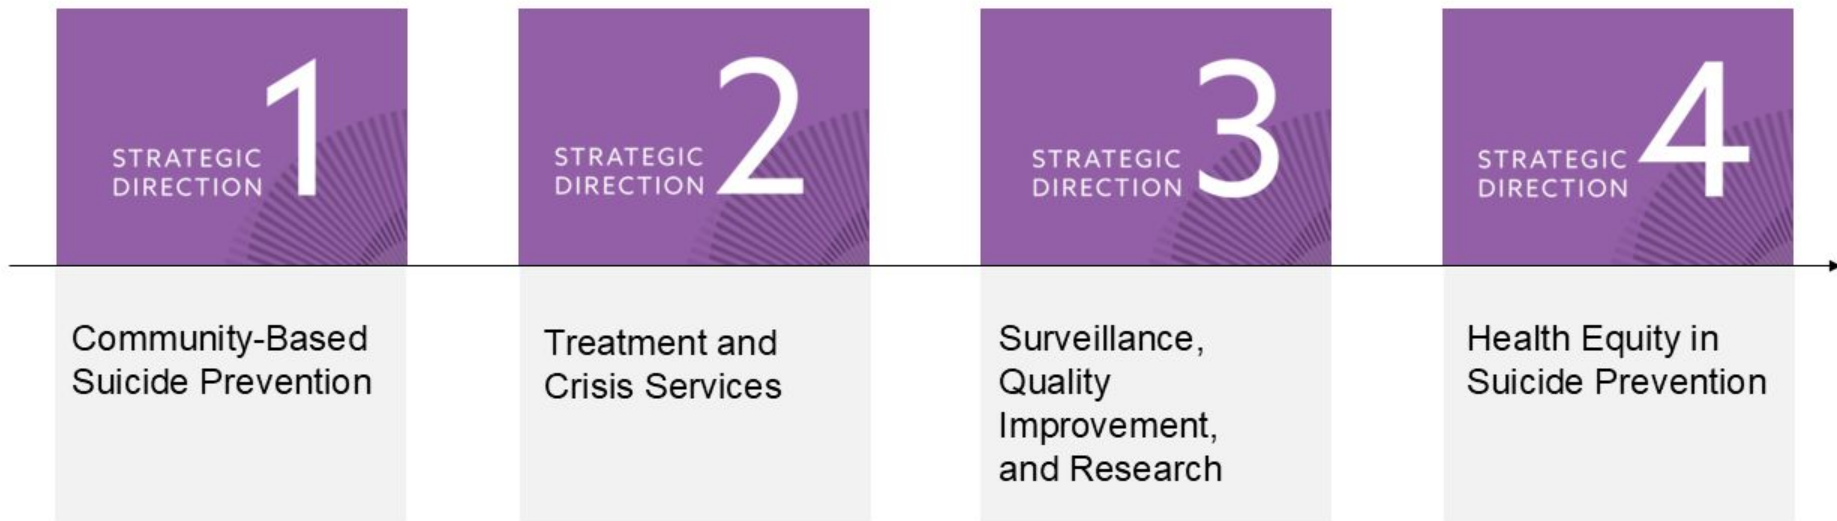 STRATEGIC
DIRECTION 1
Community-Based
Suicide Prevention
STRATEGIC
DIRECTION 2
Treatment and
Crisis Services
STRATEGIC
DIRECTION 3
Surveillance,
Quality
Improvement,
and Research
STRATEGIC
DIRECTION 4
Health Equity in
Suicide Prevention